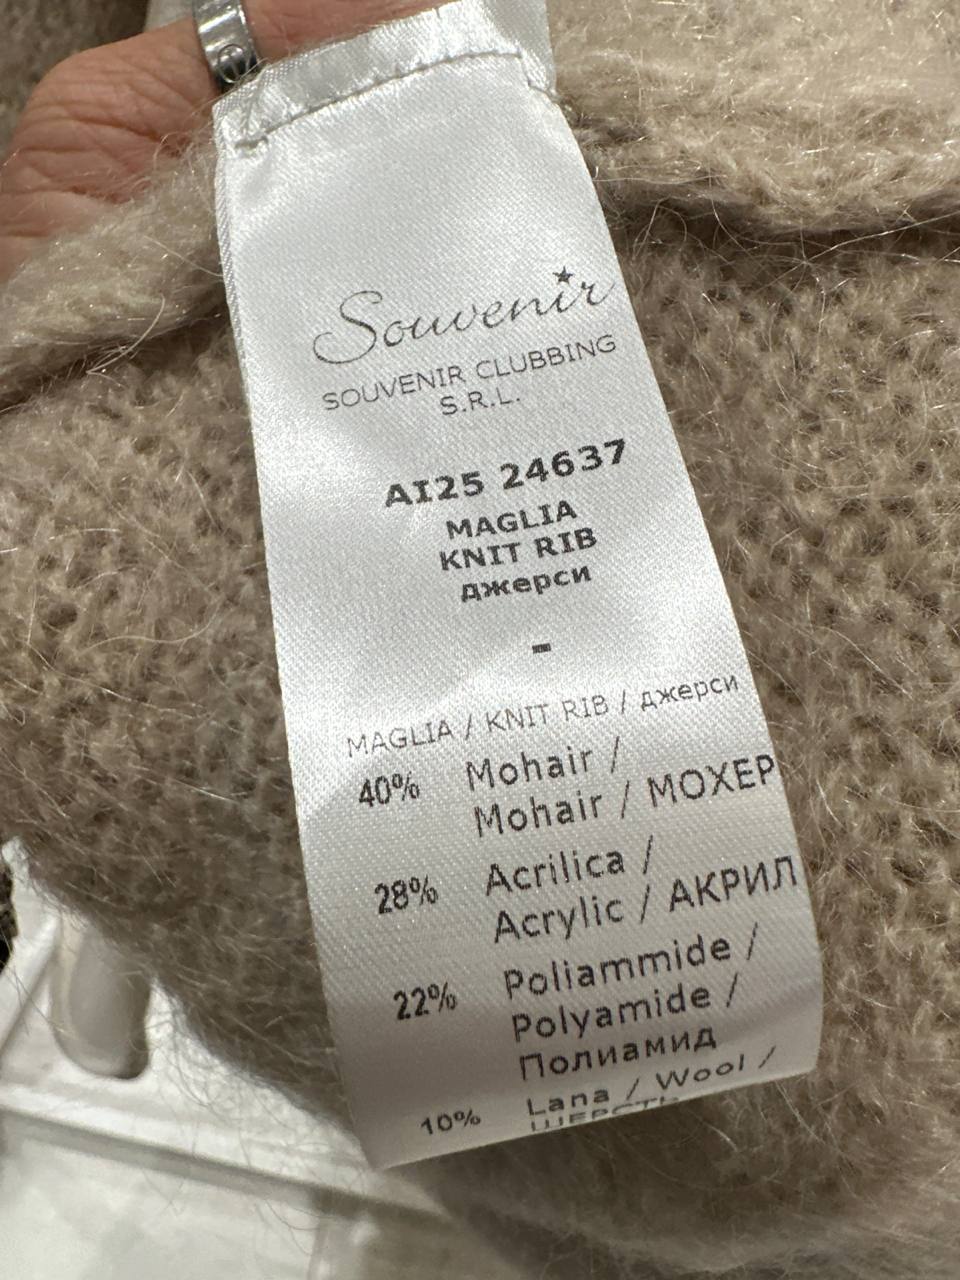 Souvenir
SOUVENIR CLUBBING
S.R.L.
AI25 24637
MAGLIA
KNIT RIB
джерси
-
MAGLIA / KNIT RIB / джерси
40% Mohair /
Mohair / МОХЕР
28% Acrilica /
Acrylic / АКРИЛ
22% Poliammide /
Polyamide /
Полиамид
10% Lana / Wool /
ШЕРСТЬ